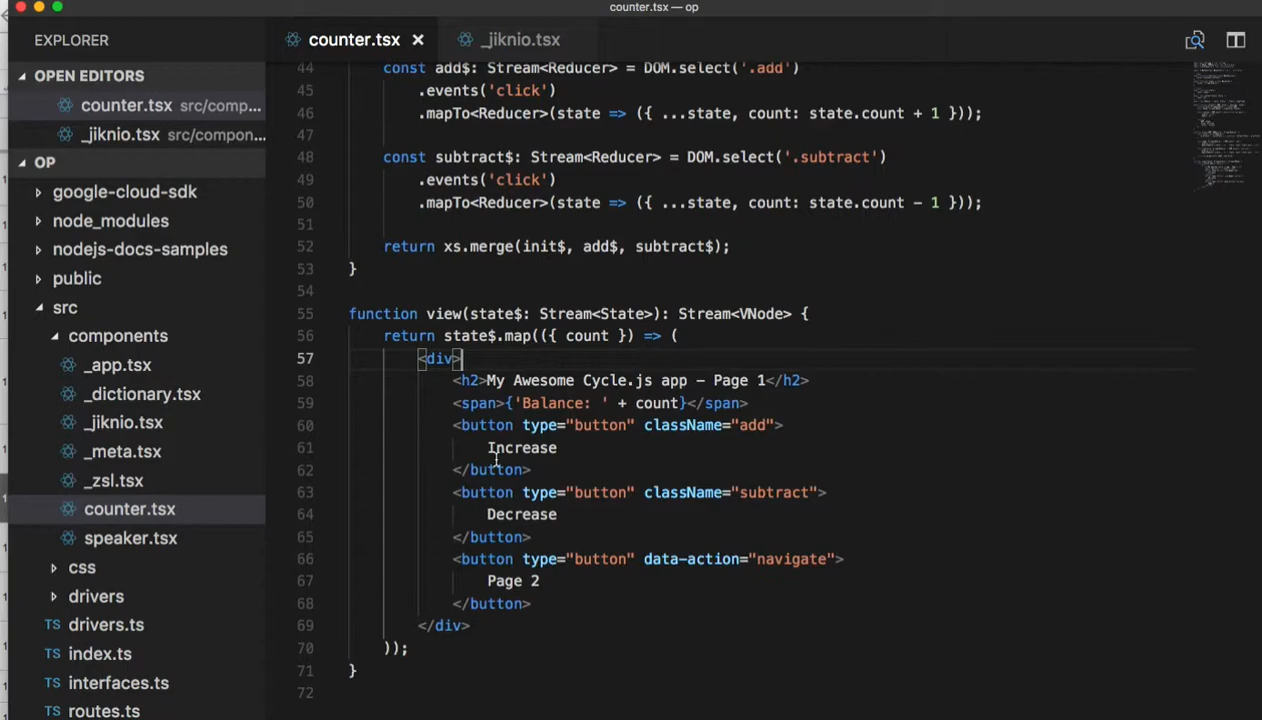 counter.tsx — op
EXPLORER
OPEN EDITORS
counter.tsx src/comp...
_jiknio.tsx src/compon...
OP
google-cloud-sdk
node_modules
nodejs-docs-samples
public
src
components
_app.tsx
_dictionary.tsx
_jiknio.tsx
_meta.tsx
_zsl.tsx
counter.tsx
speaker.tsx
css
drivers
TS drivers.ts
TS index.ts
TS interfaces.ts
TS routes.ts
counter.tsx
_jiknio.tsx
44 const add$: Stream<Reducer> = DOM.select('.add')
45 .events('click')
46 .mapTo<Reducer>(state => ({ ...state, count: state.count + 1 }));
47
48 const subtract$: Stream<Reducer> = DOM.select('.subtract')
49 .events('click')
50 .mapTo<Reducer>(state => ({ ...state, count: state.count - 1 }));
51
52 return xs.merge(init$, add$, subtract$);
53 }
54
55 function view(state$: Stream<State>): Stream<VNode> {
56 return state$.map(({ count }) => (
57 <div>
58 <h2>My Awesome Cycle.js app - Page 1</h2>
59 <span>{'Balance: ' + count}</span>
60 <button type="button" className="add">
61 Increase
62 </button>
63 <button type="button" className="subtract">
64 Decrease
65 </button>
66 <button type="button" data-action="navigate">
67 Page 2
68 </button>
69 </div>
70 ));
71 }
72